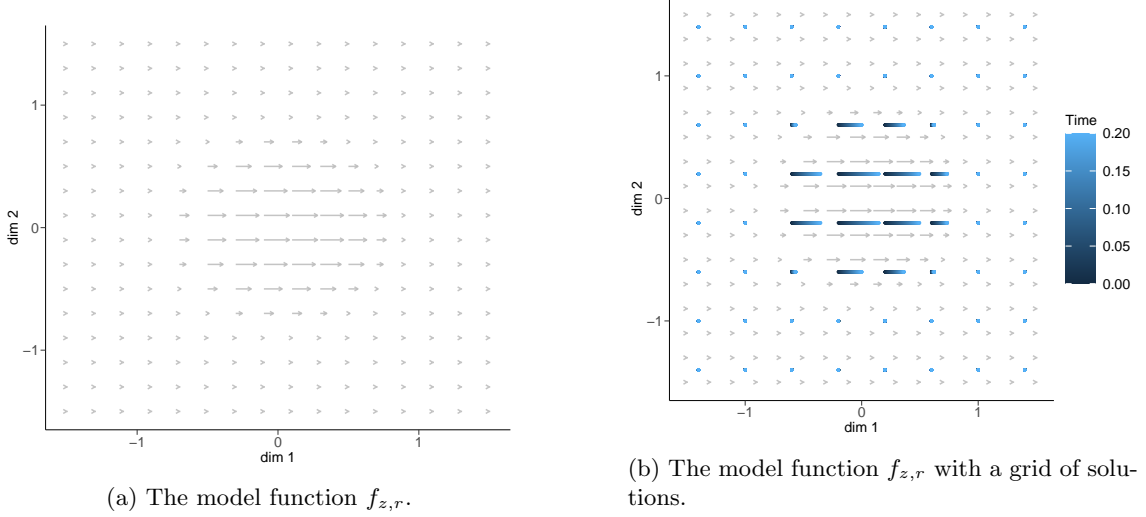 1
0
−1
dim 2
−1
0
1
dim 1
(a) The model function f_{z,r}.
1
0
−1
dim 2
−1
0
1
dim 1
Time
0.20
0.15
0.10
0.05
0.00
(b) The model function f_{z,r} with a grid of solu-
tions.